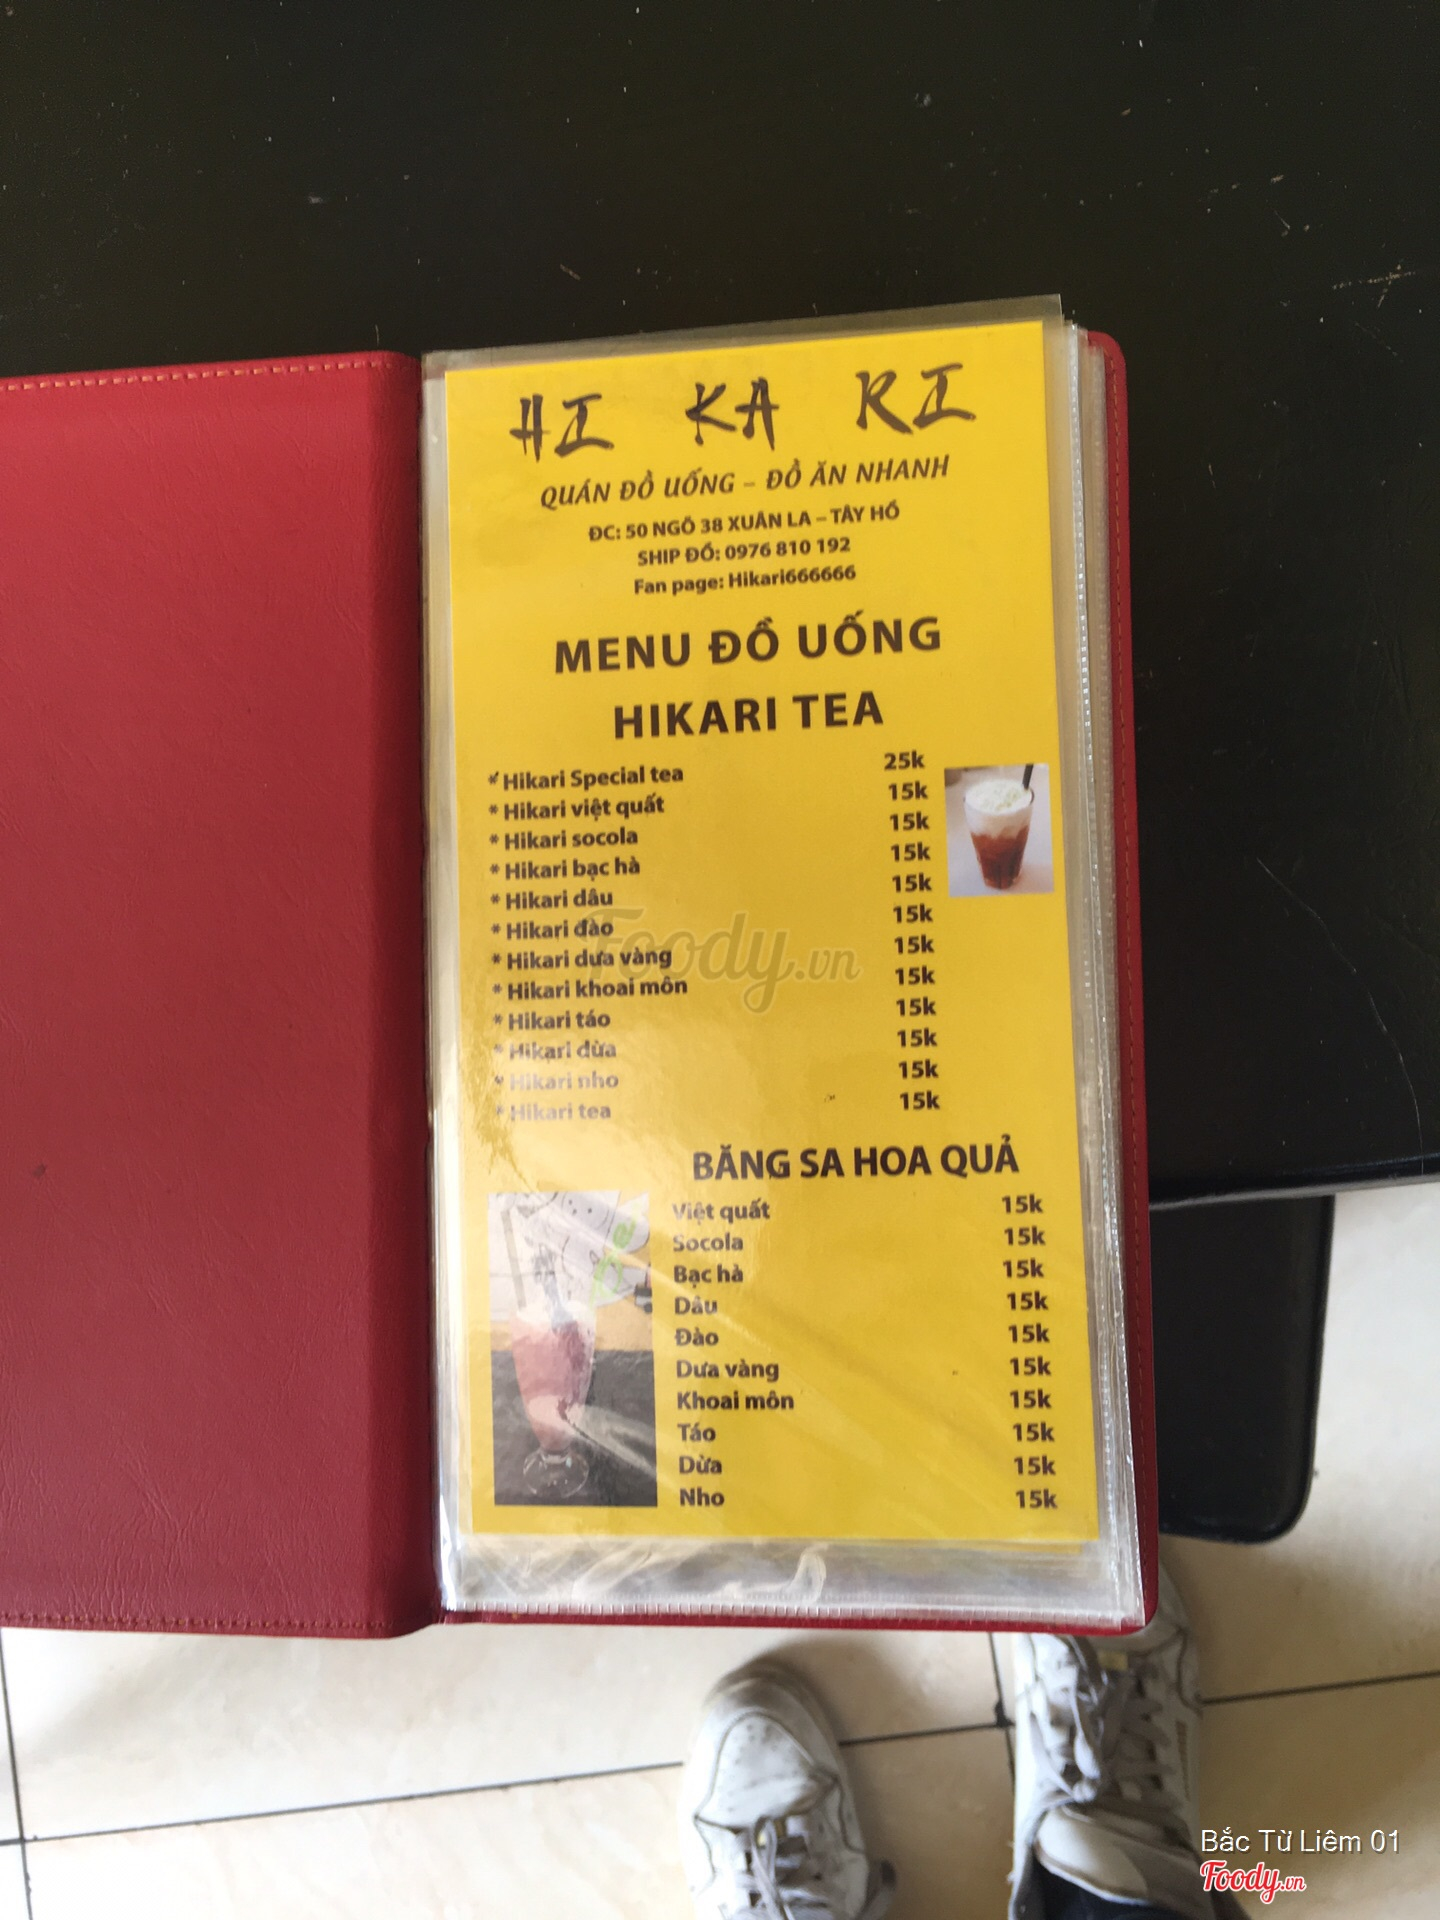 HI KA RI
QUÁN ĐỒ UỐNG – ĐỒ ĂN NHANH
ĐC: 50 NGÕ 38 XUÂN LA – TÂY HỒ
SHIP ĐỒ: 0976 810 192
Fan page: Hikari666666
MENU ĐỒ UỐNG
HIKARI TEA
* Hikari Special tea 25k
* Hikari việt quất 15k
* Hikari socola 15k
* Hikari bạc hà 15k
* Hikari dâu 15k
* Hikari đào 15k
* Hikari dưa vàng 15k
* Hikari khoai môn 15k
* Hikari táo 15k
* Hikari dừa 15k
* Hikari nho 15k
* Hikari tea 15k
Foody.vn
BĂNG SA HOA QUẢ
Việt quất 15k
Socola 15k
Bạc hà 15k
Dâu 15k
Đào 15k
Dưa vàng 15k
Khoai môn 15k
Táo 15k
Dừa 15k
Nho 15k
Bắc Từ Liêm 01
Foody.vn